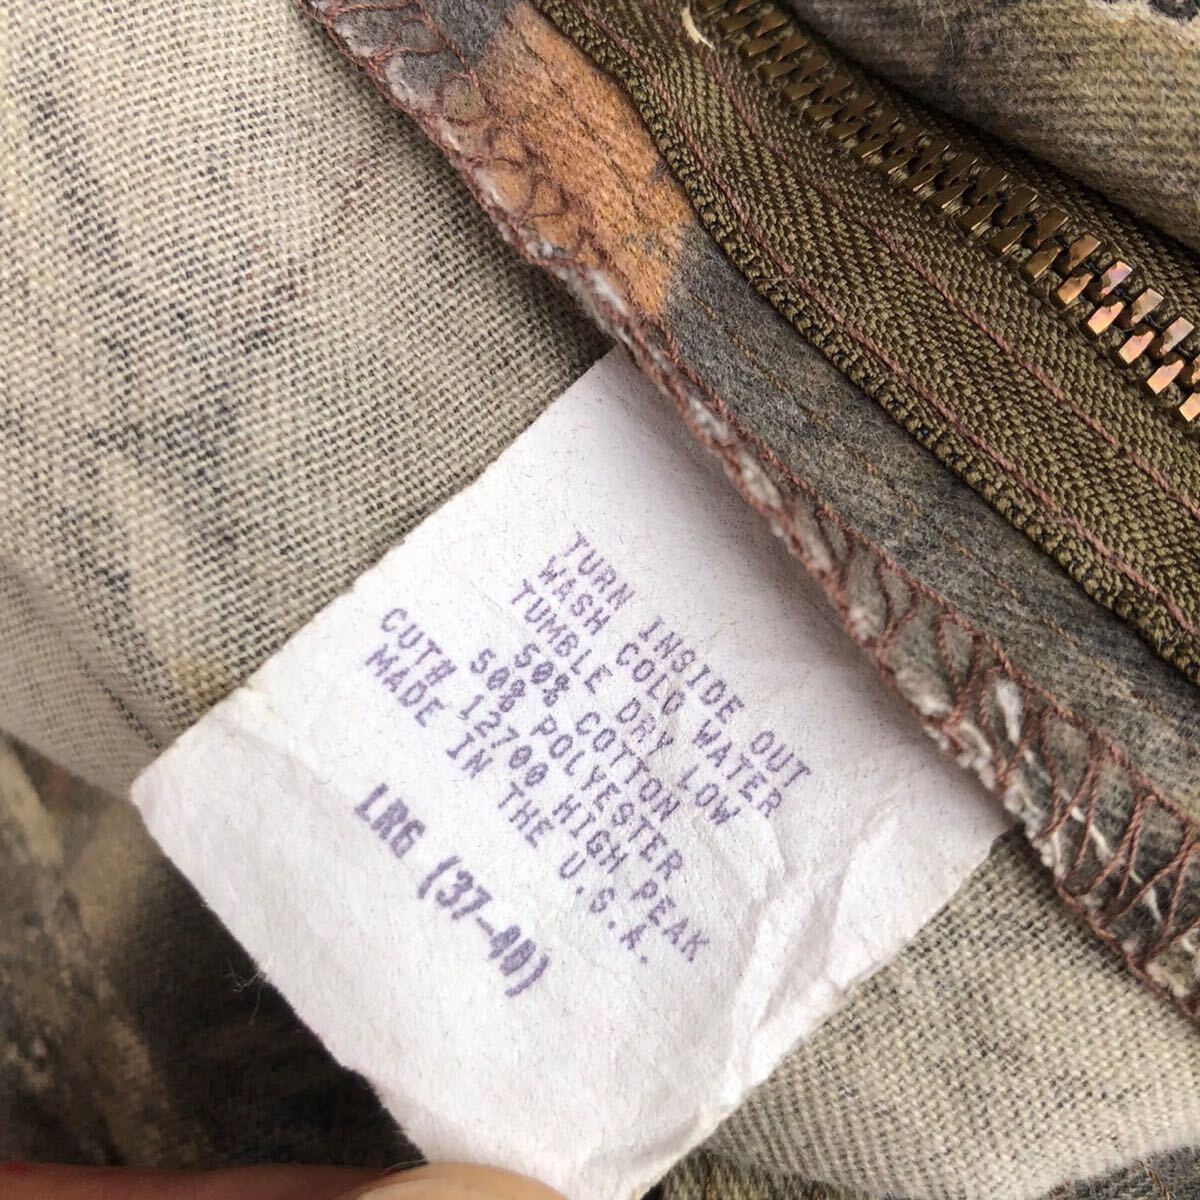 TURN INSIDE OUT
WASH COLD WATER
TUMBLE DRY LOW
50% COTTON
50% POLYESTER
CUTH 12700 HIGH PEAK
MADE IN THE U.S.A.
LRG (37-40)